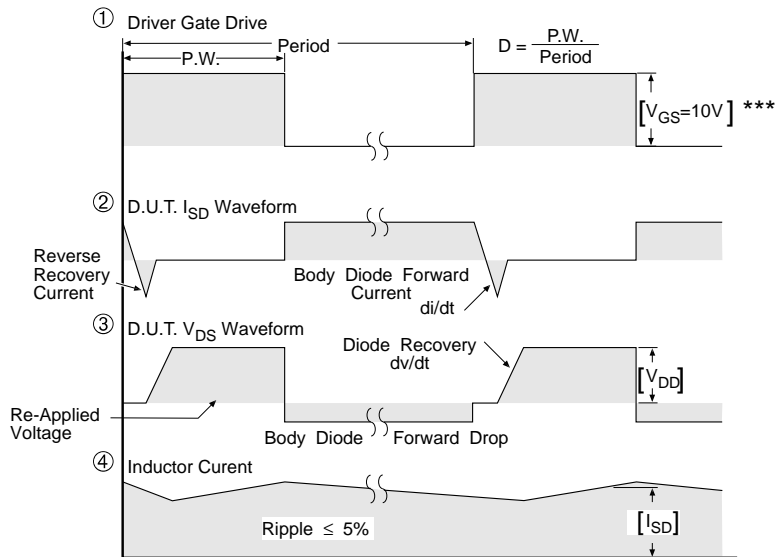 ① Driver Gate Drive
Period
P.W.
D = P.W.
Period
[VGS=10V] ***
② D.U.T. ISD Waveform
Reverse
Recovery
Current
Body Diode Forward
Current
di/dt
③ D.U.T. VDS Waveform
Diode Recovery
dv/dt
[VDD]
Re-Applied
Voltage
Body Diode Forward Drop
④ Inductor Curent
Ripple ≤ 5%
[ISD]